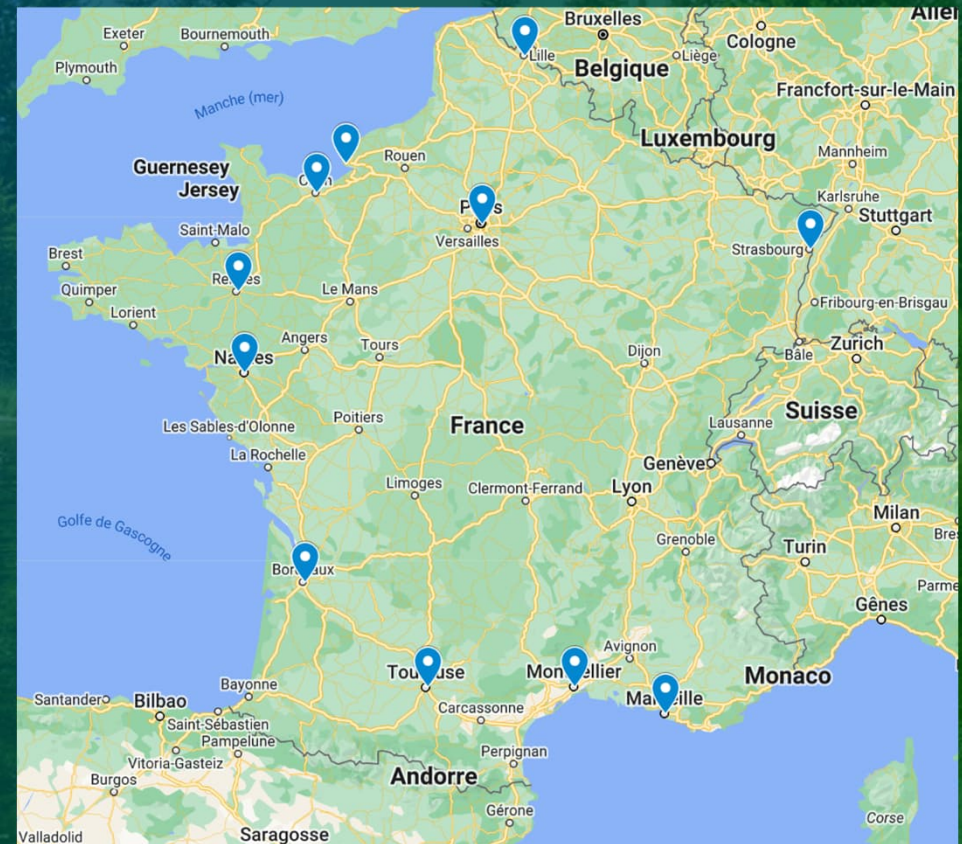 Exeter
Bournemouth
Plymouth
Manche (mer)
Bruxelles
Lille
Belgique
Liège
Cologne
Francfort-sur-le-Main
Luxembourg
Mannheim
Guernesey
Jersey
Rouen
Karlsruhe
Stuttgart
Versailles
Strasbourg
Saint-Malo
Brest
Quimper
Lorient
Le Mans
Fribourg-en-Brisgau
Angers
Tours
Dijon
Bâle
Zurich
Les Sables-d'Olonne
Poitiers
France
Lausanne
Suisse
La Rochelle
Genève
Limoges
Clermont-Ferrand
Lyon
Golfe de Gascogne
Grenoble
Milan
Turin
Gênes
Avignon
Monaco
Bayonne
Santander
Bilbao
Saint-Sébastien
Carcassonne
Pampelune
Vitoria-Gasteiz
Perpignan
Burgos
Andorre
Gérone
Corse
Valladolid
Saragosse